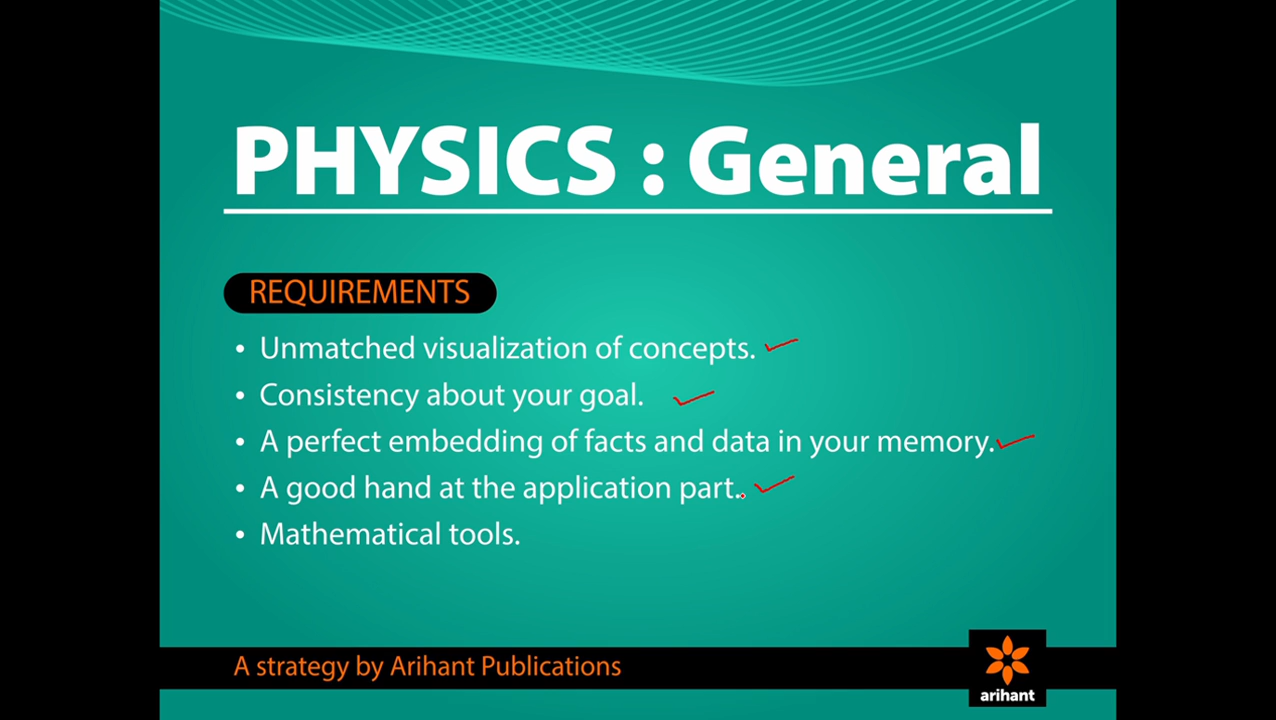 PHYSICS : General
REQUIREMENTS
• Unmatched visualization of concepts.
• Consistency about your goal.
• A perfect embedding of facts and data in your memory.
• A good hand at the application part.
• Mathematical tools.
A strategy by Arihant Publications
arihant